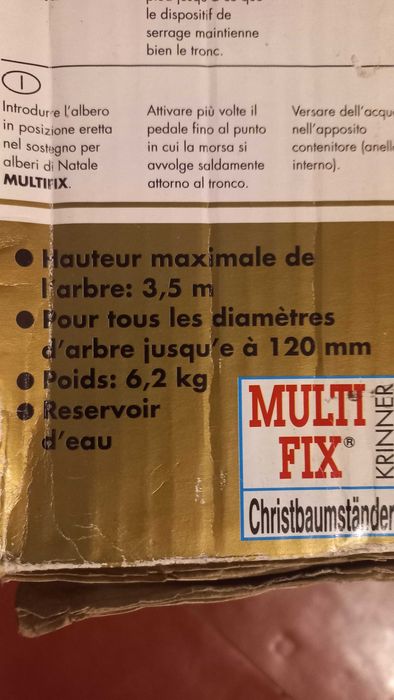 le dispositif de
serrage maintienne
bien le tronc.
I
Introdurre l'albero
in posizione eretta
nel sostegno per
alberi di Natale
MULTIFIX.
Attivare più volte il
pedale fino al punto
in cui la morsa si
avvolge saldamente
attorno al tronco.
Versare dell'acqu
nell'apposito
contenitore (anell
interno).
● Hauteur maximale de
l'arbre: 3,5 m
● Pour tous les diamètres
d'arbre jusqu'e à 120 mm
● Poids: 6,2 kg
● Reservoir
d'eau
MULTI
FIX®
KRINNER
Christbaumständer